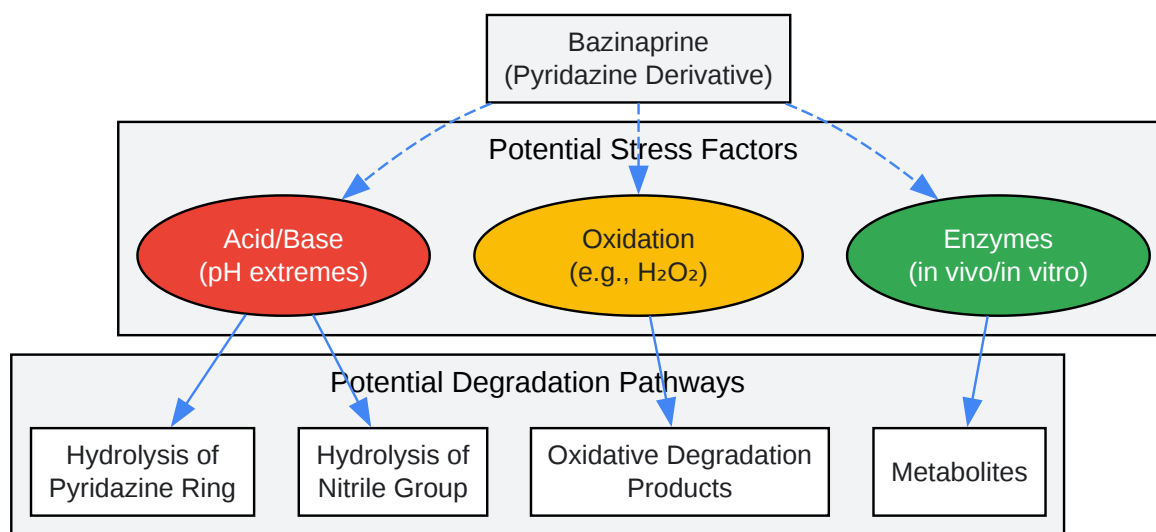 Bazinaprine
(Pyridazine Derivative)
Potential Stress Factors
Acid/Base
(pH extremes)
Oxidation
(e.g., H₂O₂)
Enzymes
(in vivo/in vitro)
Potential Degradation Pathways
Hydrolysis of
Pyridazine Ring
Hydrolysis of
Nitrile Group
Oxidative Degradation
Products
Metabolites